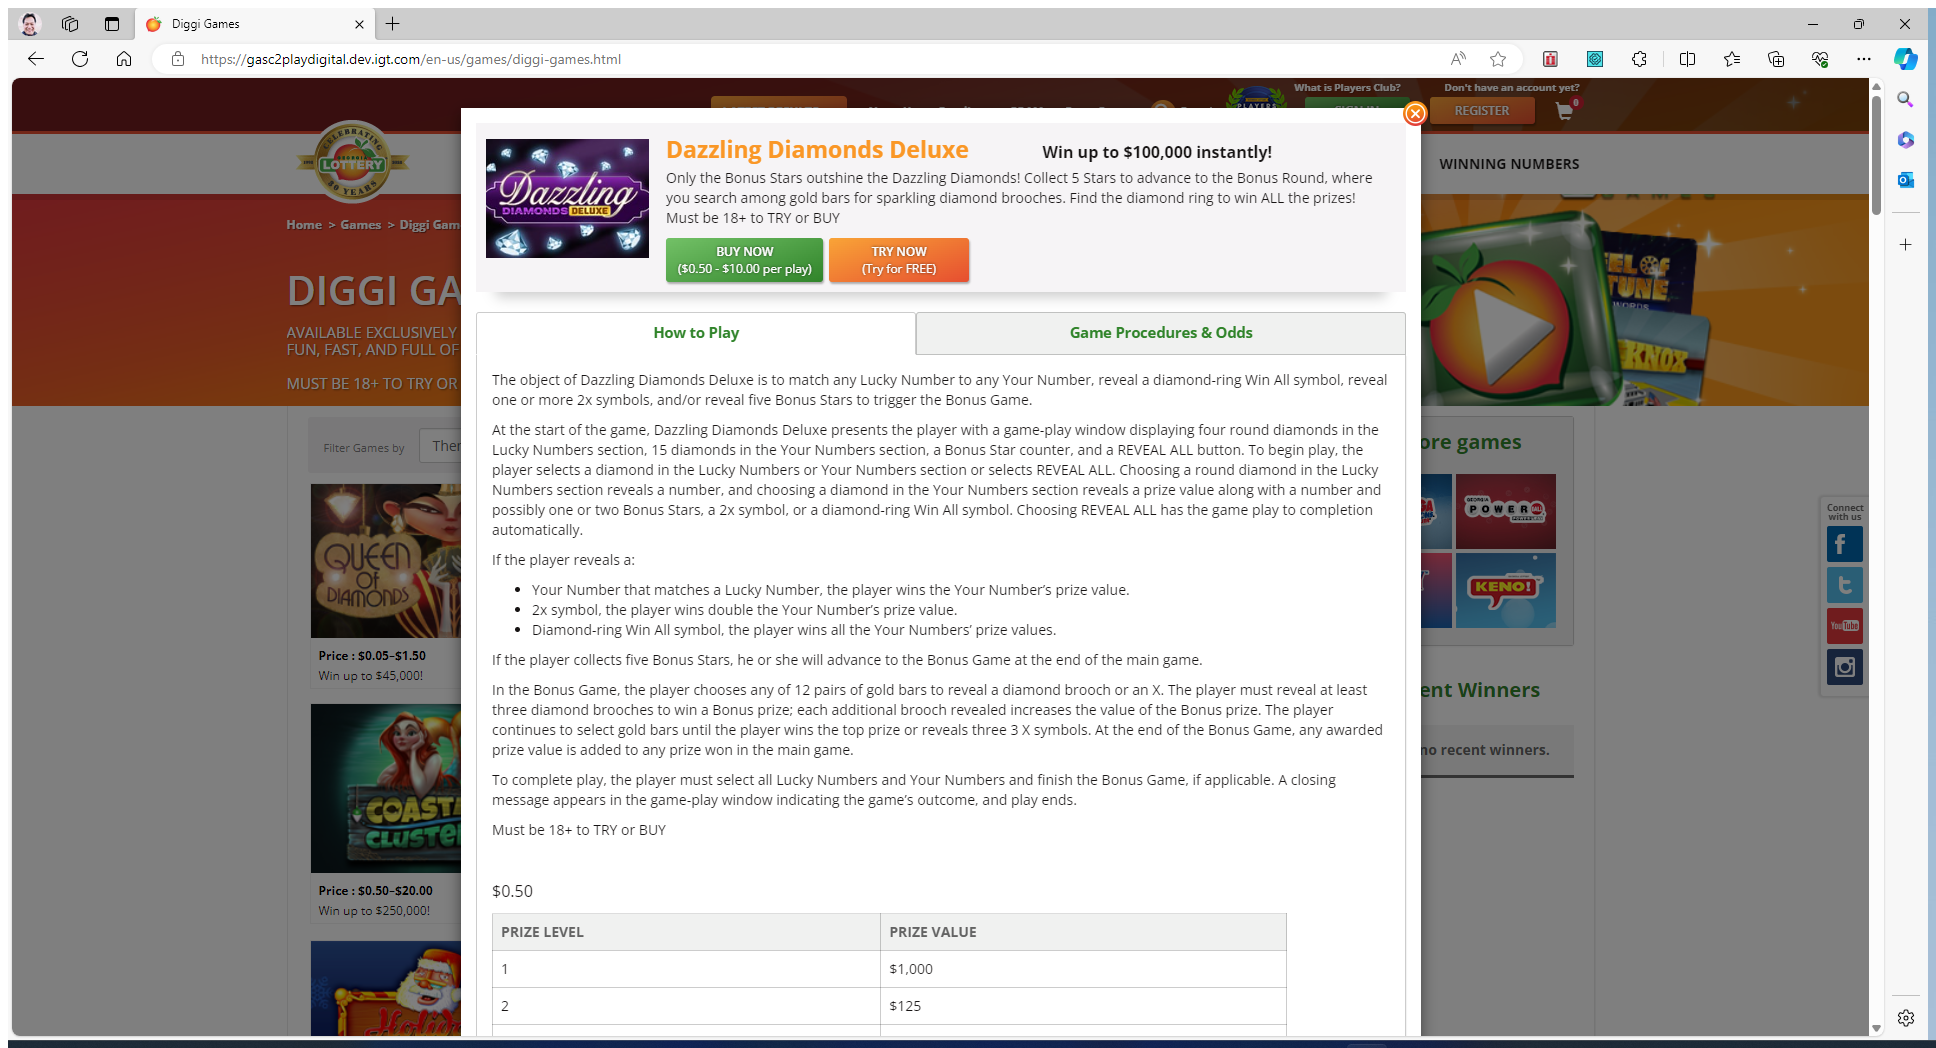 Diggi Games
https://gasc2playdigital.dev.igt.com/en-us/games/diggi-games.html
What is Players Club?
Don't have an account yet?
PLAYERS
REGISTER
0
CELEBRATING
LOTTERY
30 YEARS
WINNING NUMBERS
Home > Games > Diggi Gam
DIGGI GA
AVAILABLE EXCLUSIVELY
FUN, FAST, AND FULL OF
MUST BE 18+ TO TRY OR
Filter Games by
Ther
QUEEN
OF
DIAMONDS
Price : $0.05–$1.50
Win up to $45,000!
COASTA
CLUSTE
Price : $0.50–$20.00
Win up to $250,000!
Dazzling
DIAMONDS DELUXE
Dazzling Diamonds Deluxe
Win up to $100,000 instantly!
Only the Bonus Stars outshine the Dazzling Diamonds! Collect 5 Stars to advance to the Bonus Round, where
you search among gold bars for sparkling diamond brooches. Find the diamond ring to win ALL the prizes!
Must be 18+ to TRY or BUY
BUY NOW
($0.50 - $10.00 per play)
TRY NOW
(Try for FREE)
How to Play
Game Procedures & Odds
The object of Dazzling Diamonds Deluxe is to match any Lucky Number to any Your Number, reveal a diamond-ring Win All symbol, reveal
one or more 2x symbols, and/or reveal five Bonus Stars to trigger the Bonus Game.
At the start of the game, Dazzling Diamonds Deluxe presents the player with a game-play window displaying four round diamonds in the
Lucky Numbers section, 15 diamonds in the Your Numbers section, a Bonus Star counter, and a REVEAL ALL button. To begin play, the
player selects a diamond in the Lucky Numbers or Your Numbers section or selects REVEAL ALL. Choosing a round diamond in the Lucky
Numbers section reveals a number, and choosing a diamond in the Your Numbers section reveals a prize value along with a number and
possibly one or two Bonus Stars, a 2x symbol, or a diamond-ring Win All symbol. Choosing REVEAL ALL has the game play to completion
automatically.
If the player reveals a:
• Your Number that matches a Lucky Number, the player wins the Your Number’s prize value.
• 2x symbol, the player wins double the Your Number’s prize value.
• Diamond-ring Win All symbol, the player wins all the Your Numbers’ prize values.
If the player collects five Bonus Stars, he or she will advance to the Bonus Game at the end of the main game.
In the Bonus Game, the player chooses any of 12 pairs of gold bars to reveal a diamond brooch or an X. The player must reveal at least
three diamond brooches to win a Bonus prize; each additional brooch revealed increases the value of the Bonus prize. The player
continues to select gold bars until the player wins the top prize or reveals three 3 X symbols. At the end of the Bonus Game, any awarded
prize value is added to any prize won in the main game.
To complete play, the player must select all Lucky Numbers and Your Numbers and finish the Bonus Game, if applicable. A closing
message appears in the game-play window indicating the game’s outcome, and play ends.
Must be 18+ to TRY or BUY
$0.50
PRIZE LEVEL
PRIZE VALUE
1
$1,000
2
$125
EL OF
TUNE
WORDS
KNOX
ore games
GEORGIA
POWERBALL
KENO!
ent Winners
no recent winners.
Connect
with us
YouTube